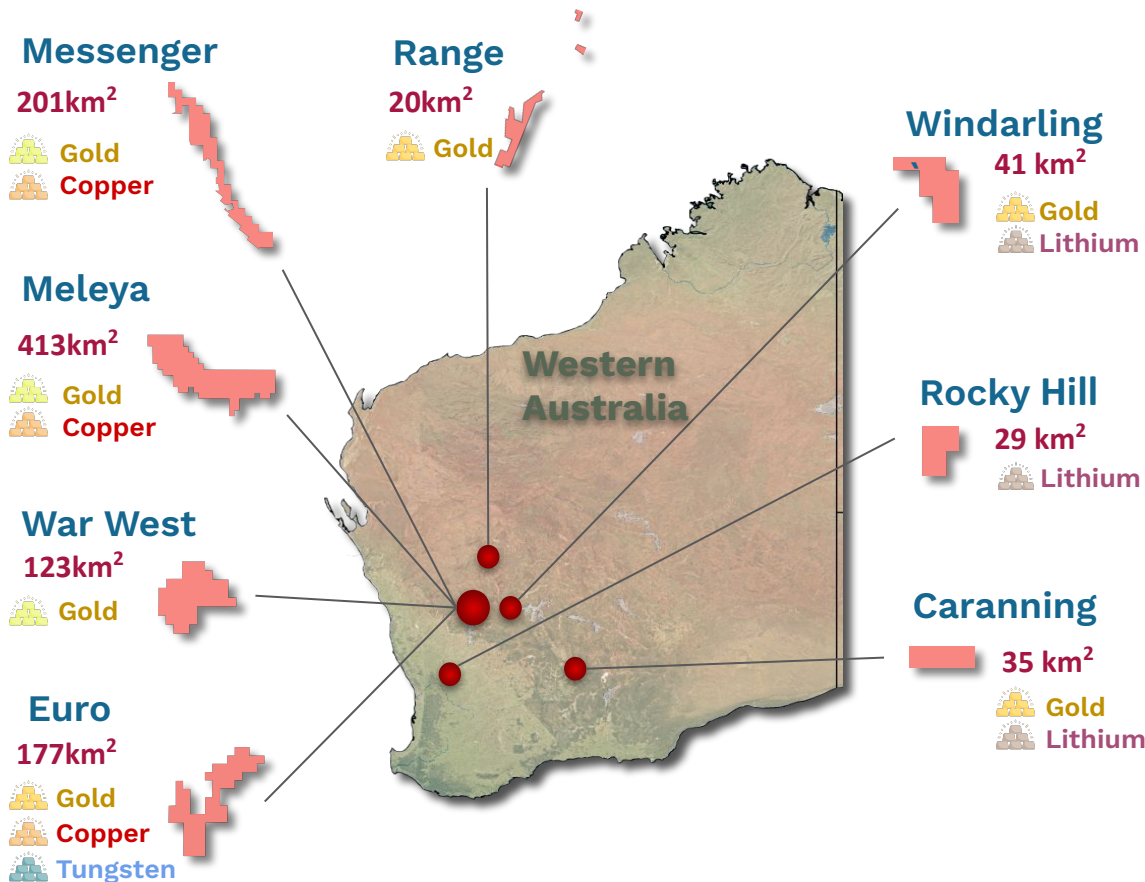 Messenger
201km²
Gold
Copper
Range
20km²
Gold
Windarling
41 km²
Gold
Lithium
Meleya
413km²
Gold
Copper
Western
Australia
Rocky Hill
29 km²
Lithium
War West
123km²
Gold
Caranning
35 km²
Gold
Lithium
Euro
177km²
Gold
Copper
Tungsten